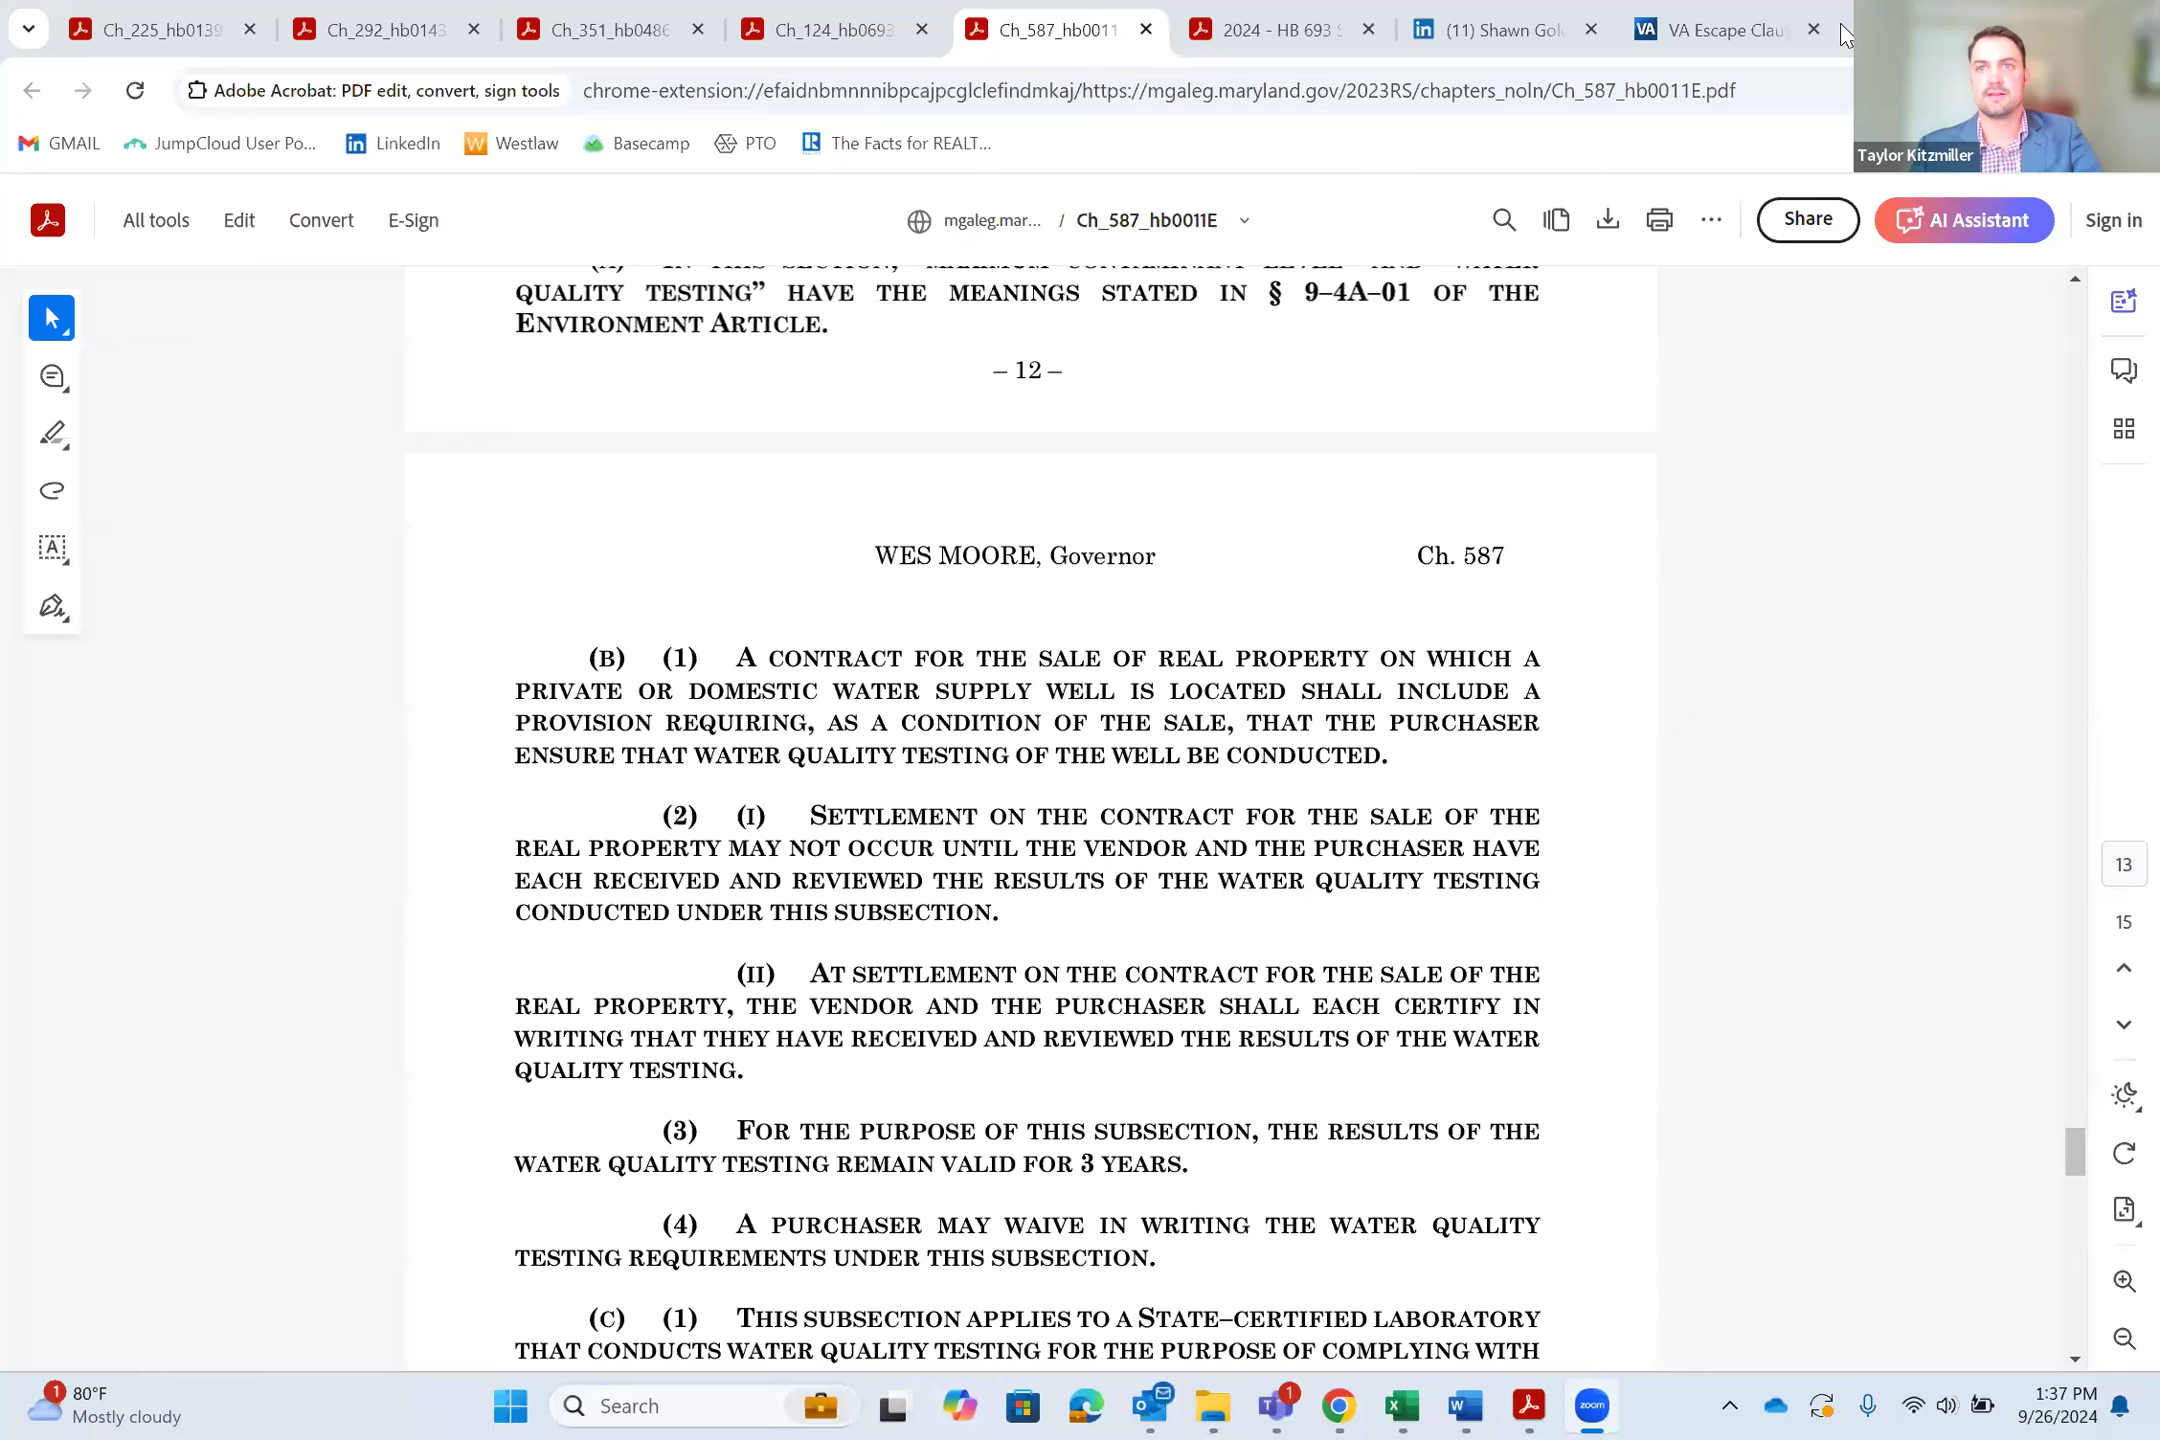 Ch_225_hb0139
Ch_292_hb0143
Ch_351_hb0486
Ch_124_hb0693
Ch_587_hb0011
2024 - HB 693 S
(11) Shawn Gol
VA
VA Escape Clau
Adobe Acrobat: PDF edit, convert, sign tools
chrome-extension://efaidnbmnnnibpcajpcglclefindmkaj/https://mgaleg.maryland.gov/2023RS/chapters_noln/Ch_587_hb0011E.pdf
GMAIL
JumpCloud User Po...
LinkedIn
Westlaw
Basecamp
PTO
The Facts for REALT...
Taylor Kitzmiller
All tools
Edit
Convert
E-Sign
mgaleg.mar...
/ Ch_587_hb0011E
Share
AI Assistant
Sign in
QUALITY TESTING” HAVE THE MEANINGS STATED IN § 9–4A–01 OF THE
ENVIRONMENT ARTICLE.
– 12 –
WES MOORE, Governor
Ch. 587
(B) (1) A CONTRACT FOR THE SALE OF REAL PROPERTY ON WHICH A
PRIVATE OR DOMESTIC WATER SUPPLY WELL IS LOCATED SHALL INCLUDE A
PROVISION REQUIRING, AS A CONDITION OF THE SALE, THAT THE PURCHASER
ENSURE THAT WATER QUALITY TESTING OF THE WELL BE CONDUCTED.
(2) (I) SETTLEMENT ON THE CONTRACT FOR THE SALE OF THE
REAL PROPERTY MAY NOT OCCUR UNTIL THE VENDOR AND THE PURCHASER HAVE
EACH RECEIVED AND REVIEWED THE RESULTS OF THE WATER QUALITY TESTING
CONDUCTED UNDER THIS SUBSECTION.
(II) AT SETTLEMENT ON THE CONTRACT FOR THE SALE OF THE
REAL PROPERTY, THE VENDOR AND THE PURCHASER SHALL EACH CERTIFY IN
WRITING THAT THEY HAVE RECEIVED AND REVIEWED THE RESULTS OF THE WATER
QUALITY TESTING.
(3) FOR THE PURPOSE OF THIS SUBSECTION, THE RESULTS OF THE
WATER QUALITY TESTING REMAIN VALID FOR 3 YEARS.
(4) A PURCHASER MAY WAIVE IN WRITING THE WATER QUALITY
TESTING REQUIREMENTS UNDER THIS SUBSECTION.
(C) (1) THIS SUBSECTION APPLIES TO A STATE–CERTIFIED LABORATORY
THAT CONDUCTS WATER QUALITY TESTING FOR THE PURPOSE OF COMPLYING WITH
13
15
1
80°F
Mostly cloudy
Search
1
zoom
1:37 PM
9/26/2024